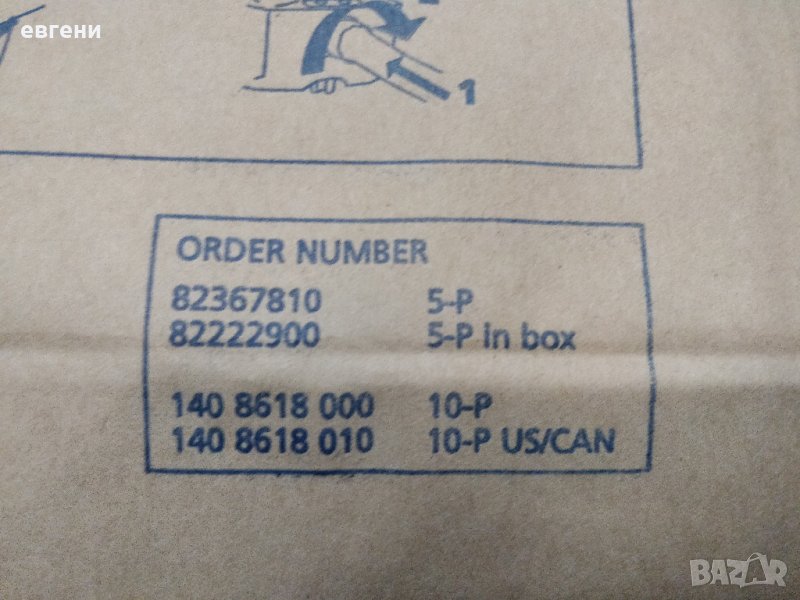 евгени
1
ORDER NUMBER
82367810 5-P
82222900 5-P in box
140 8618 000 10-P
140 8618 010 10-P US/CAN
BAZAR